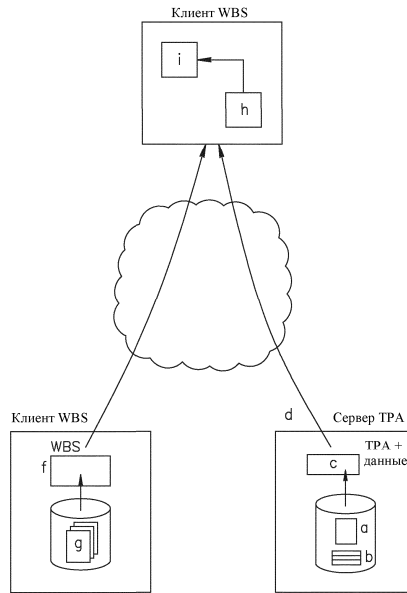 Клиент WBS
i
h
Клиент WBS
d
Сервер TPA
WBS
f
g
TPA +
данные
c
a
b